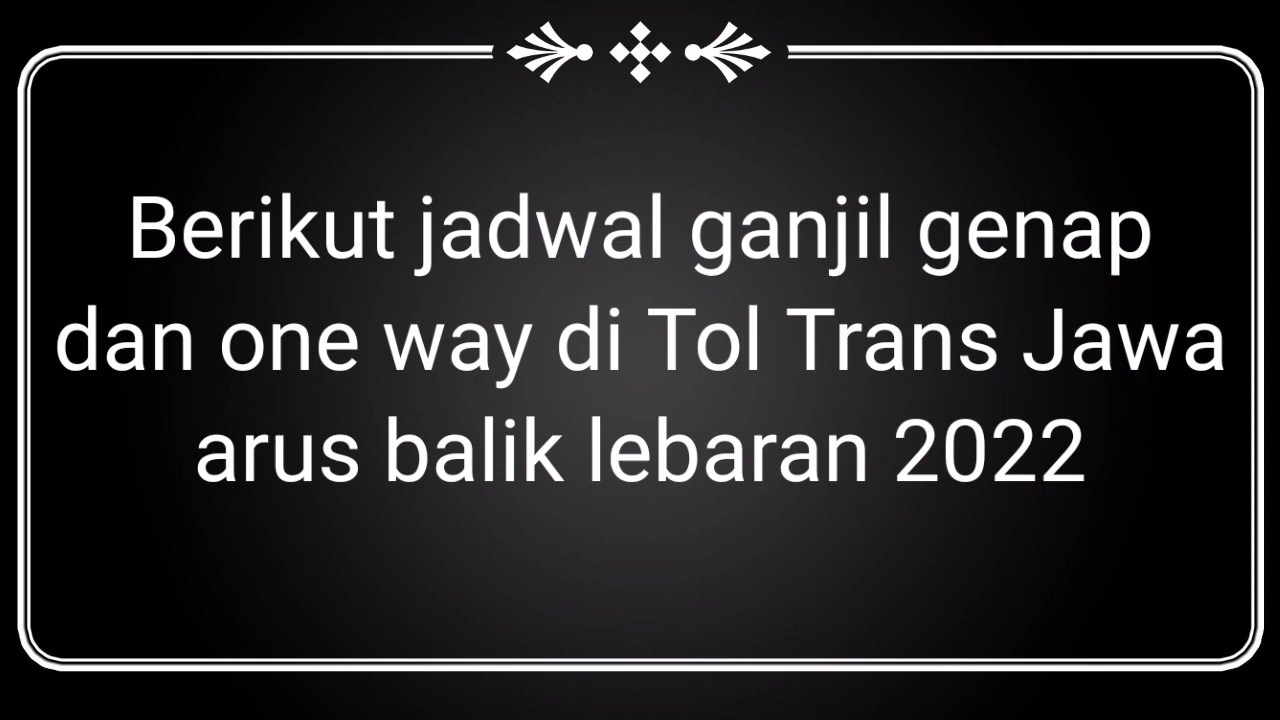 Berikut jadwal ganjil genap
dan one way di Tol Trans Jawa
arus balik lebaran 2022